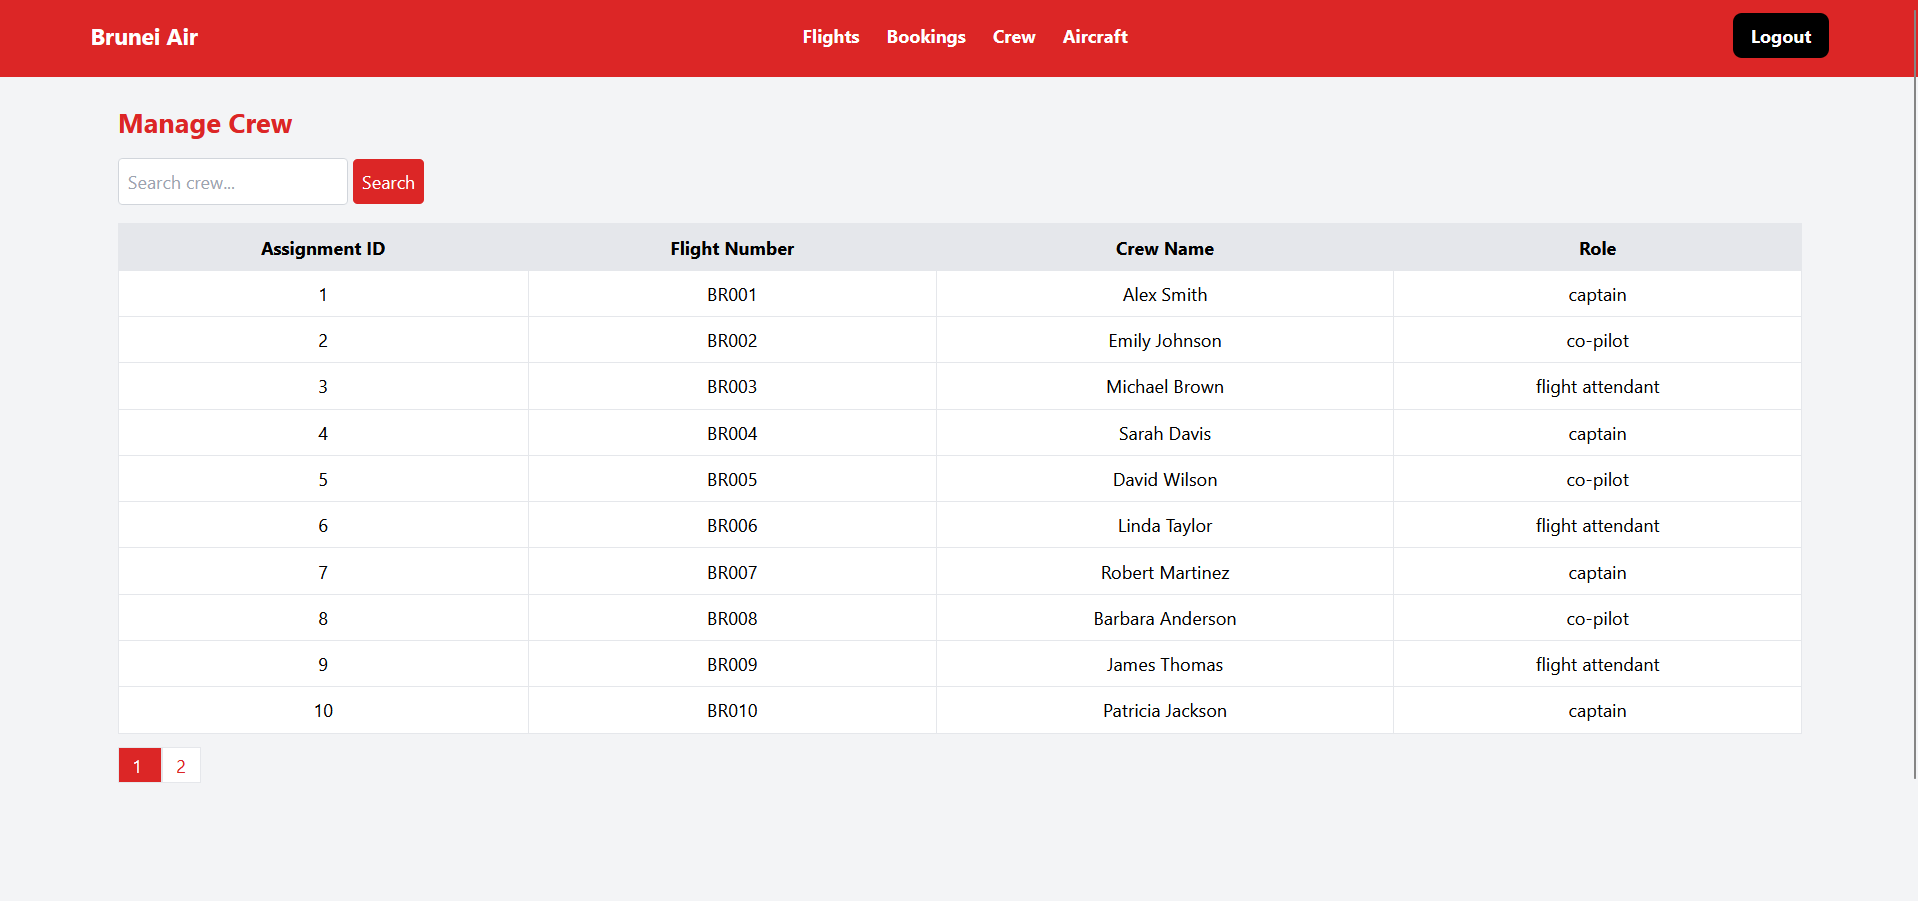 Brunei Air Flights Bookings Crew Aircraft Logout
Manage Crew
Search crew... Search
Assignment ID Flight Number Crew Name Role
1 BR001 Alex Smith captain
2 BR002 Emily Johnson co-pilot
3 BR003 Michael Brown flight attendant
4 BR004 Sarah Davis captain
5 BR005 David Wilson co-pilot
6 BR006 Linda Taylor flight attendant
7 BR007 Robert Martinez captain
8 BR008 Barbara Anderson co-pilot
9 BR009 James Thomas flight attendant
10 BR010 Patricia Jackson captain
1 2